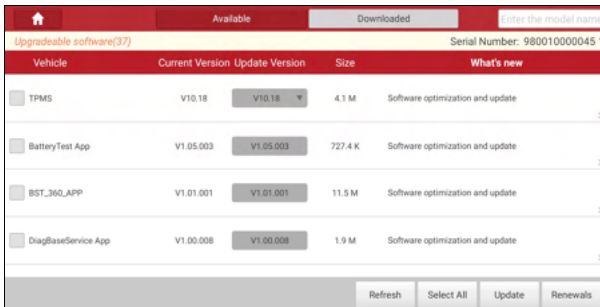 Available
Downloaded
Enter the model name
Upgradeable software(37)
Serial Number: 980010000045
Vehicle Current Version Update Version Size What's new
TPMS V10.18 V10.18 4.1 M Software optimization and update
BatteryTest App V1.05.003 V1.05.003 727.4 K Software optimization and update
BST_360_APP V1.01.001 V1.01.001 11.5 M Software optimization and update
DiagBaseService App V1.00.008 V1.00.008 1.9 M Software optimization and update
Refresh Select All Update Renewals